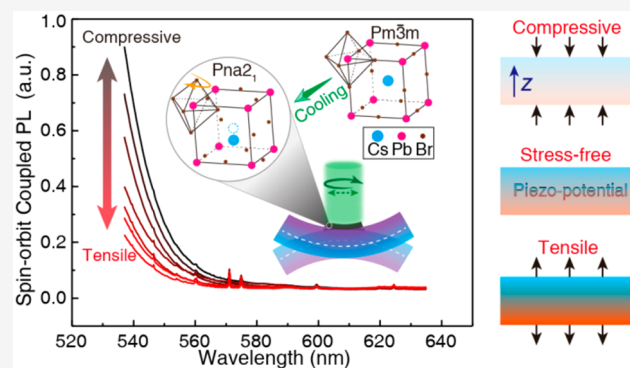 Spin-orbit Coupled PL (a.u.)
1.0
0.8
0.6
0.4
0.2
0.0
Compressive
Tensile
Pna2₁
Pm3̄m
Cooling
Cs Pb Br
520 540 560 580 600 620 640
Wavelength (nm)
Compressive
z
Stress-free
Piezo-potential
Tensile